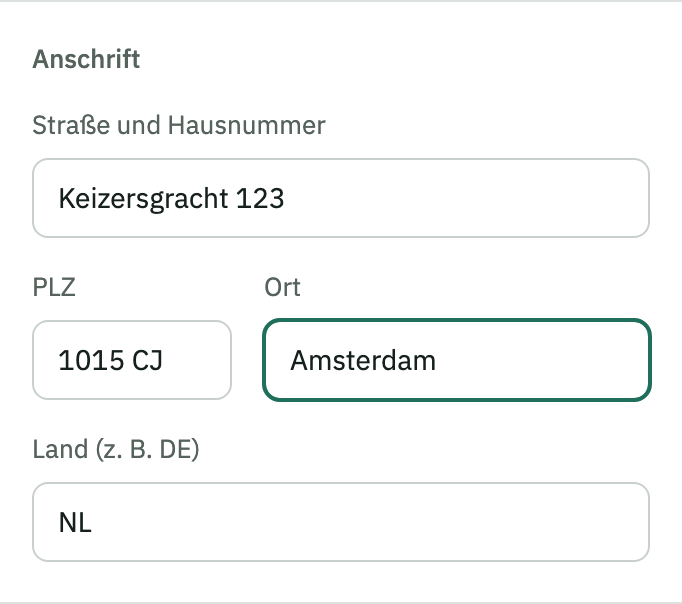 Anschrift
Straße und Hausnummer
Keizersgracht 123
PLZ Ort
1015 CJ Amsterdam
Land (z. B. DE)
NL